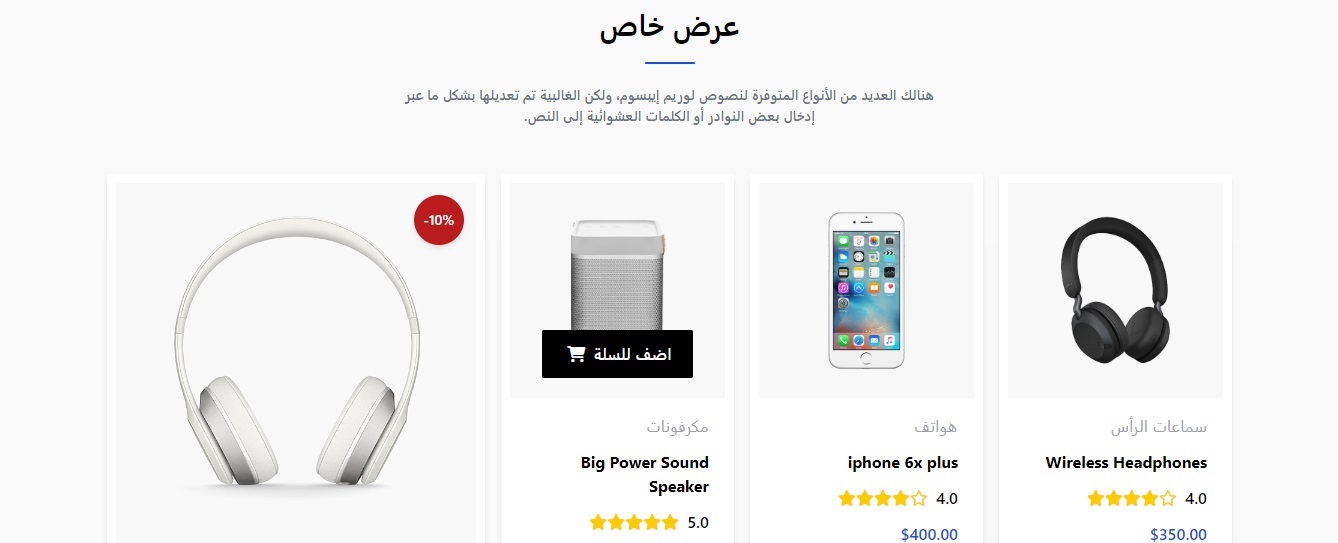 عرض خاص
هنالك العديد من الأنواع المتوفرة لنصوص لوريم إيبسوم، ولكن الغالبية تم تعديلها بشكل ما عبر
إدخال بعض النوادر أو الكلمات العشوائية إلى النص.
سماعات الرأس
Wireless Headphones
4.0
$350.00
هواتف
iphone 6x plus
4.0
$400.00
اضف للسلة
مكرفونات
Big Power Sound
Speaker
5.0
-10%